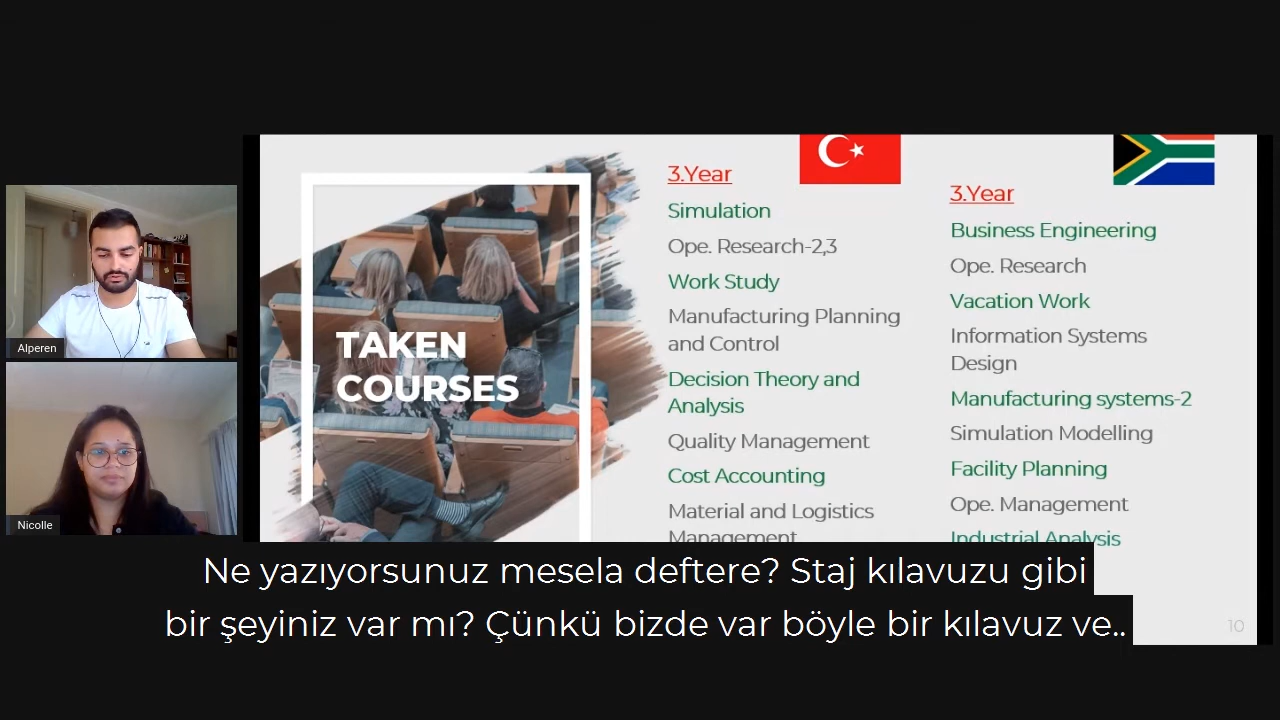 Alperen
Nicolle
TAKEN
COURSES
3.Year
Simulation
Ope. Research-2,3
Work Study
Manufacturing Planning
and Control
Decision Theory and
Analysis
Quality Management
Cost Accounting
Material and Logistics
Management
3.Year
Business Engineering
Ope. Research
Vacation Work
Information Systems
Design
Manufacturing systems-2
Simulation Modelling
Facility Planning
Ope. Management
Industrial Analysis
10
Ne yazıyorsunuz mesela deftere? Staj kılavuzu gibi
bir şeyiniz var mı? Çünkü bizde var böyle bir kılavuz ve..